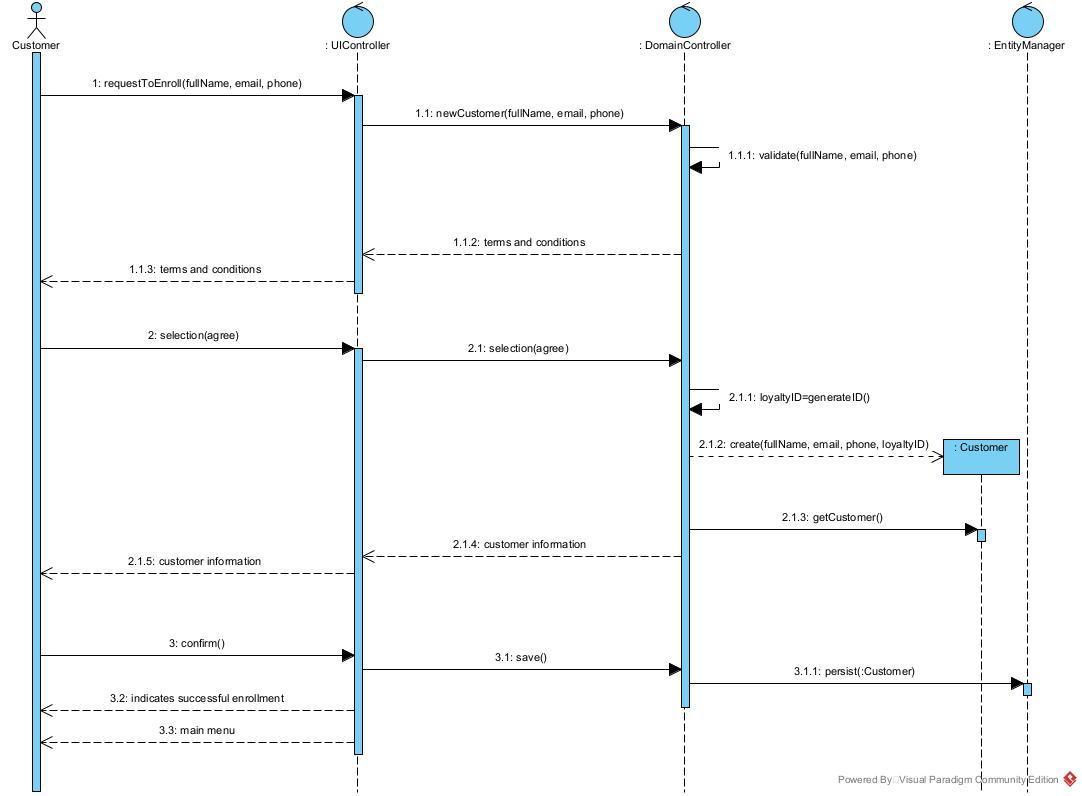 Customer
: UIController
: DomainController
: EntityManager
1: requestToEnroll(fullName, email, phone)
1.1: newCustomer(fullName, email, phone)
1.1.1: validate(fullName, email, phone)
1.1.2: terms and conditions
1.1.3: terms and conditions
2: selection(agree)
2.1: selection(agree)
2.1.1: loyaltyID=generateID()
2.1.2: create(fullName, email, phone, loyaltyID)
: Customer
2.1.3: getCustomer()
2.1.4: customer information
2.1.5: customer information
3: confirm()
3.1: save()
3.1.1: persist(:Customer)
3.2: indicates successful enrollment
3.3: main menu
Powered By Visual Paradigm Community Edition